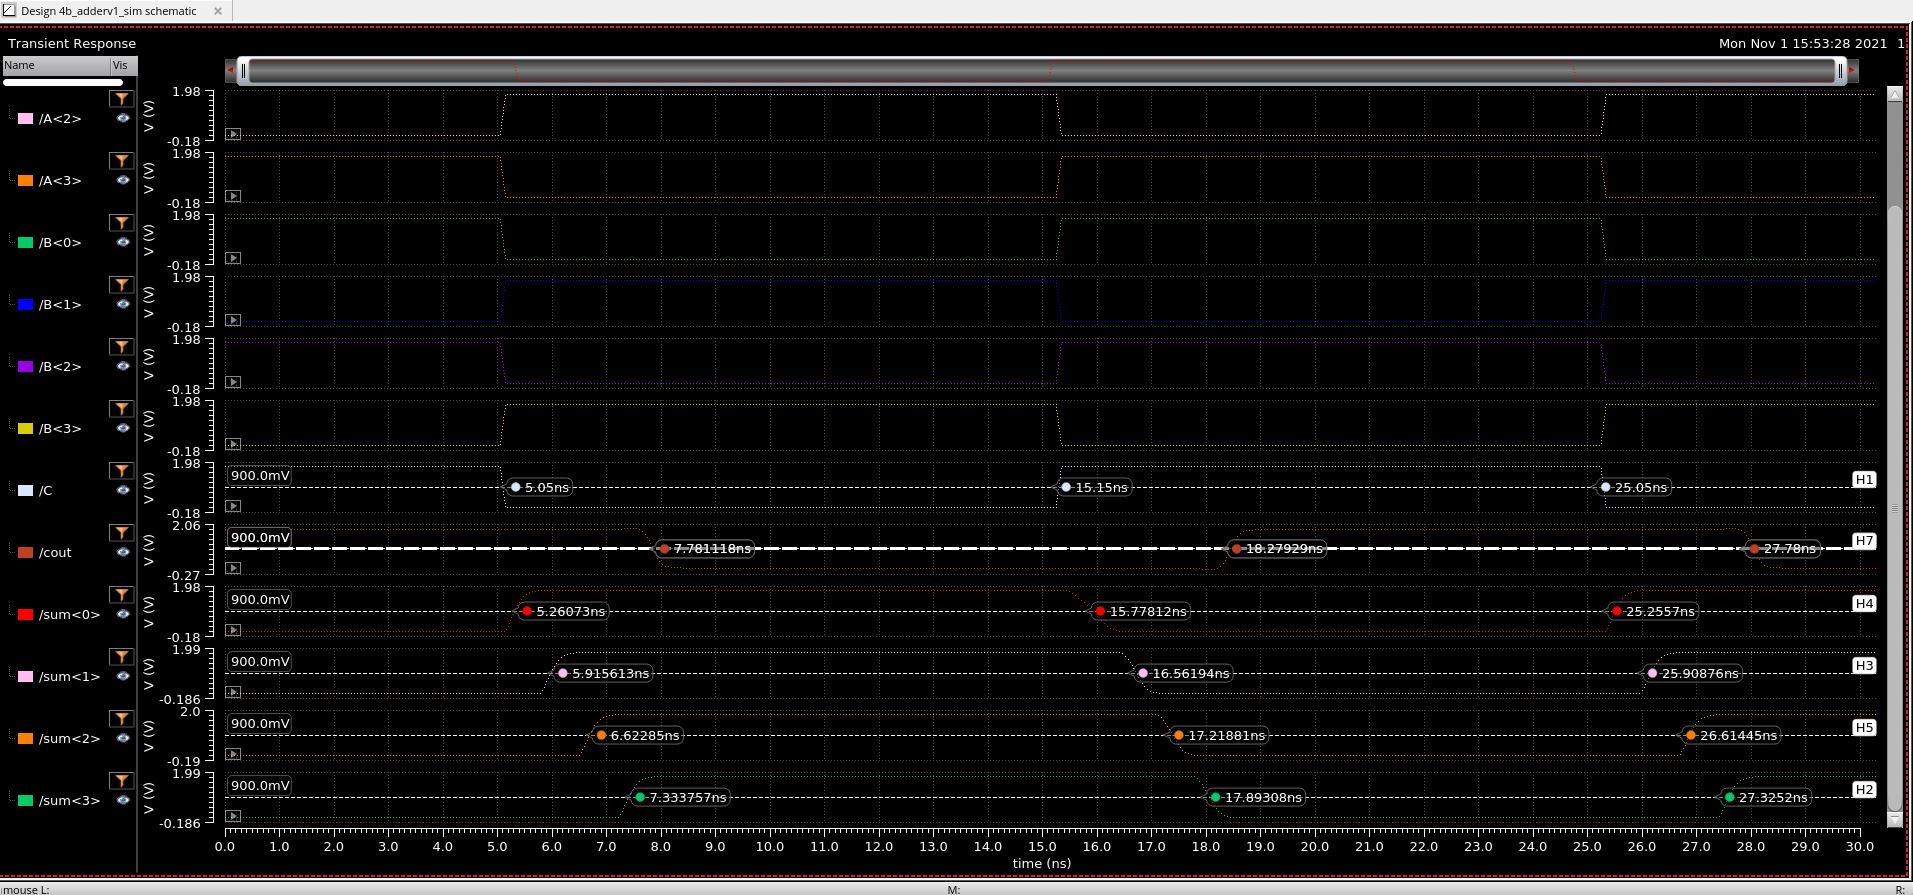 Design 4b_adderv1_sim schematic
Transient Response
Mon Nov 1 15:53:28 2021 1
Name Vis
/A<2> V (V) 1.98 -0.18
/A<3> V (V) 1.98 -0.18
/B<0> V (V) 1.98 -0.18
/B<1> V (V) 1.98 -0.18
/B<2> V (V) 1.98 -0.18
/B<3> V (V) 1.98 -0.18
/C V (V) 1.98 -0.18 900.0mV 5.05ns 15.15ns 25.05ns H1
/cout V (V) 2.06 -0.27 900.0mV 7.781118ns 18.27929ns 27.78ns H7
/sum<0> V (V) 1.98 -0.18 900.0mV 5.26073ns 15.77812ns 25.2557ns H4
/sum<1> V (V) 1.99 -0.186 900.0mV 5.915613ns 16.56194ns 25.90876ns H3
/sum<2> V (V) 2.0 -0.19 900.0mV 6.62285ns 17.21881ns 26.61445ns H5
/sum<3> V (V) 1.99 -0.186 900.0mV 7.333757ns 17.89308ns 27.3252ns H2
0.0 1.0 2.0 3.0 4.0 5.0 6.0 7.0 8.0 9.0 10.0 11.0 12.0 13.0 14.0 15.0 16.0 17.0 18.0 19.0 20.0 21.0 22.0 23.0 24.0 25.0 26.0 27.0 28.0 29.0 30.0
time (ns)
mouse L: M: R: